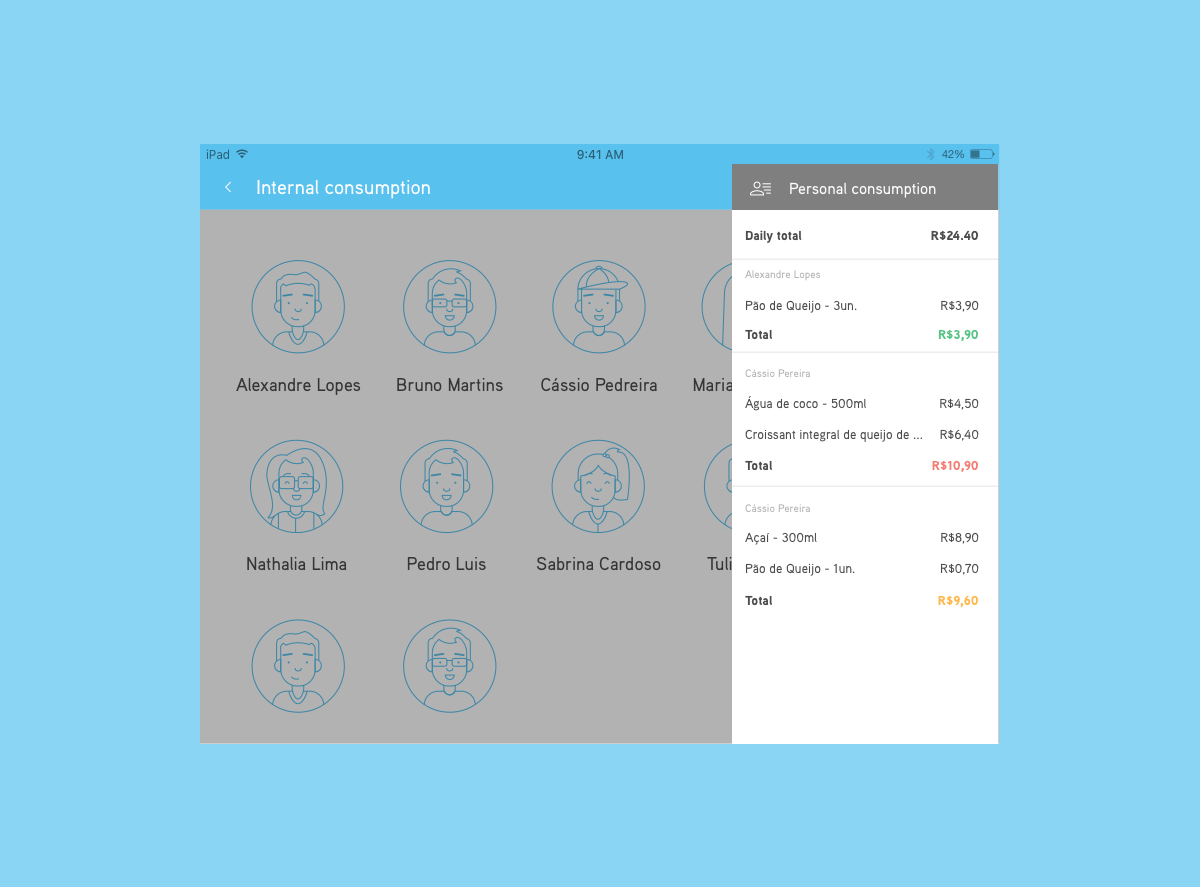 iPad 9:41 AM 42%
Internal consumption
Alexandre Lopes Bruno Martins Cássio Pedreira Maria
Nathalia Lima Pedro Luis Sabrina Cardoso Tuli
Personal consumption
Daily total R$24.40
Alexandre Lopes
Pão de Queijo - 3un. R$3,90
Total R$3,90
Cássio Pereira
Água de coco - 500ml R$4,50
Croissant integral de queijo de ... R$6,40
Total R$10,90
Cássio Pereira
Açaí - 300ml R$8,90
Pão de Queijo - 1un. R$0,70
Total R$9,60